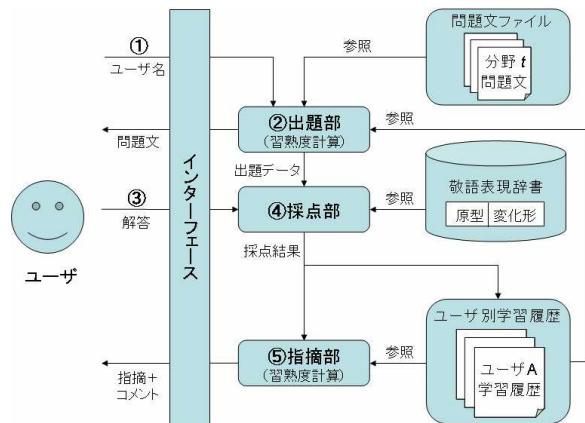 ①
ユーザ名
参照
問題文ファイル
分野t
問題文
②出題部
(習熟度計算)
参照
問題文
出題データ
インターフェース
③
解答
④採点部
参照
敬語表現辞書
原型
変化形
ユーザ
採点結果
ユーザ別学習履歴
⑤指摘部
(習熟度計算)
参照
ユーザA
学習履歴
指摘+
コメント